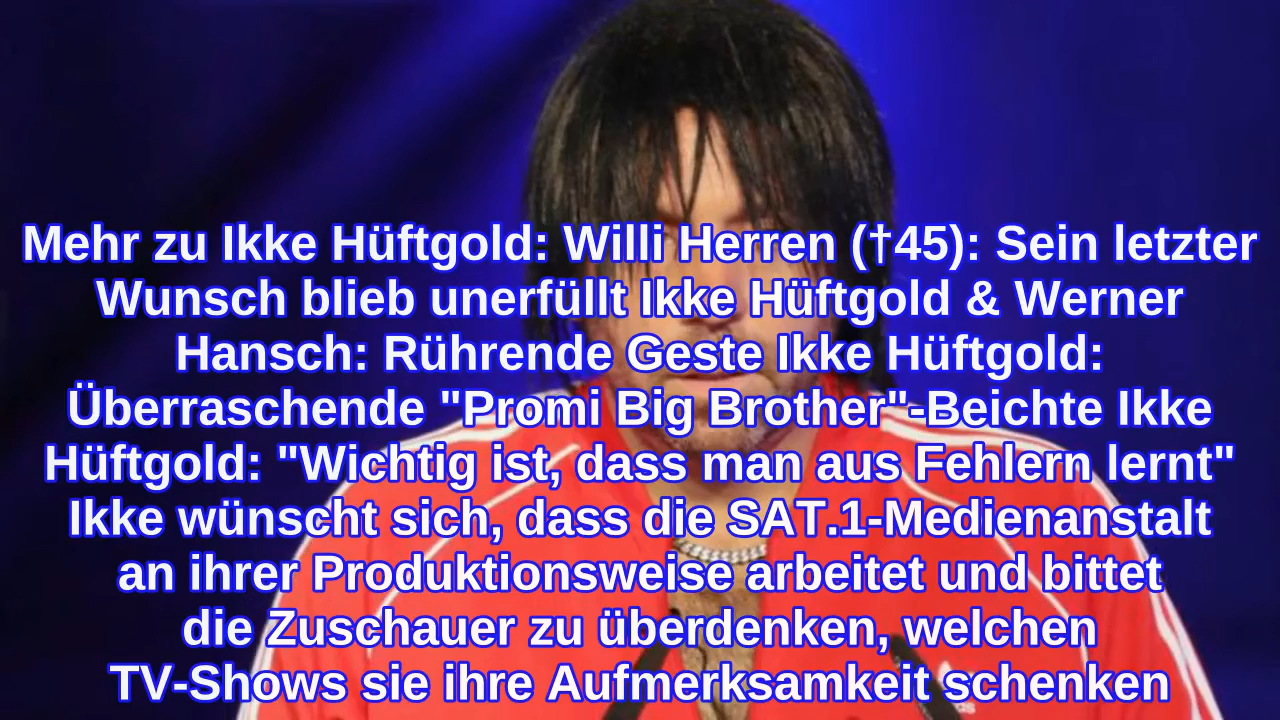 Mehr zu Ikke Hüftgold: Willi Herren (†45): Sein letzter
Wunsch blieb unerfüllt Ikke Hüftgold & Werner
Hansch: Rührende Geste Ikke Hüftgold:
Überraschende "Promi Big Brother"-Beichte Ikke
Hüftgold: "Wichtig ist, dass man aus Fehlern lernt"
Ikke wünscht sich, dass die SAT.1-Medienanstalt
an ihrer Produktionsweise arbeitet und bittet
die Zuschauer zu überdenken, welchen
TV-Shows sie ihre Aufmerksamkeit schenken